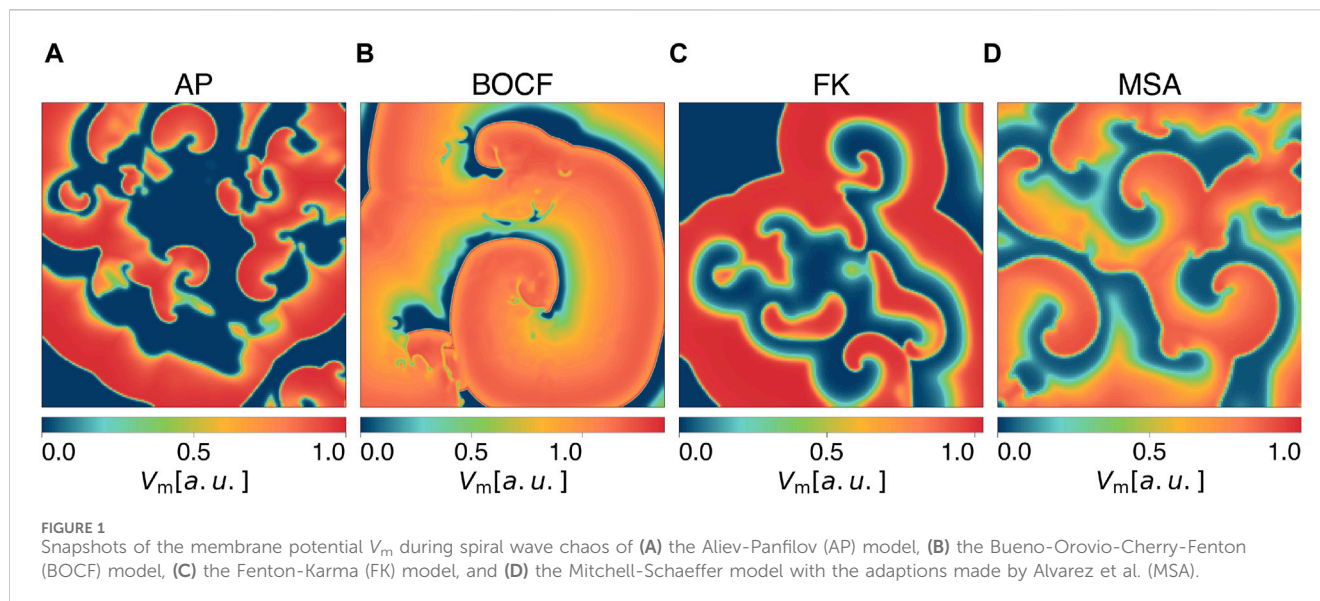 A
AP
0.0 0.5 1.0
Vm[a.u.]
B
BOCF
0.0 0.5
Vm[a.u.]
C
FK
0.0 0.5 1.0
Vm[a.u.]
D
MSA
0.0 0.5 1.0
Vm[a.u.]
FIGURE 1
Snapshots of the membrane potential Vm during spiral wave chaos of (A) the Aliev-Panfilov (AP) model, (B) the Bueno-Orovio-Cherry-Fenton
(BOCF) model, (C) the Fenton-Karma (FK) model, and (D) the Mitchell-Schaeffer model with the adaptions made by Alvarez et al. (MSA).